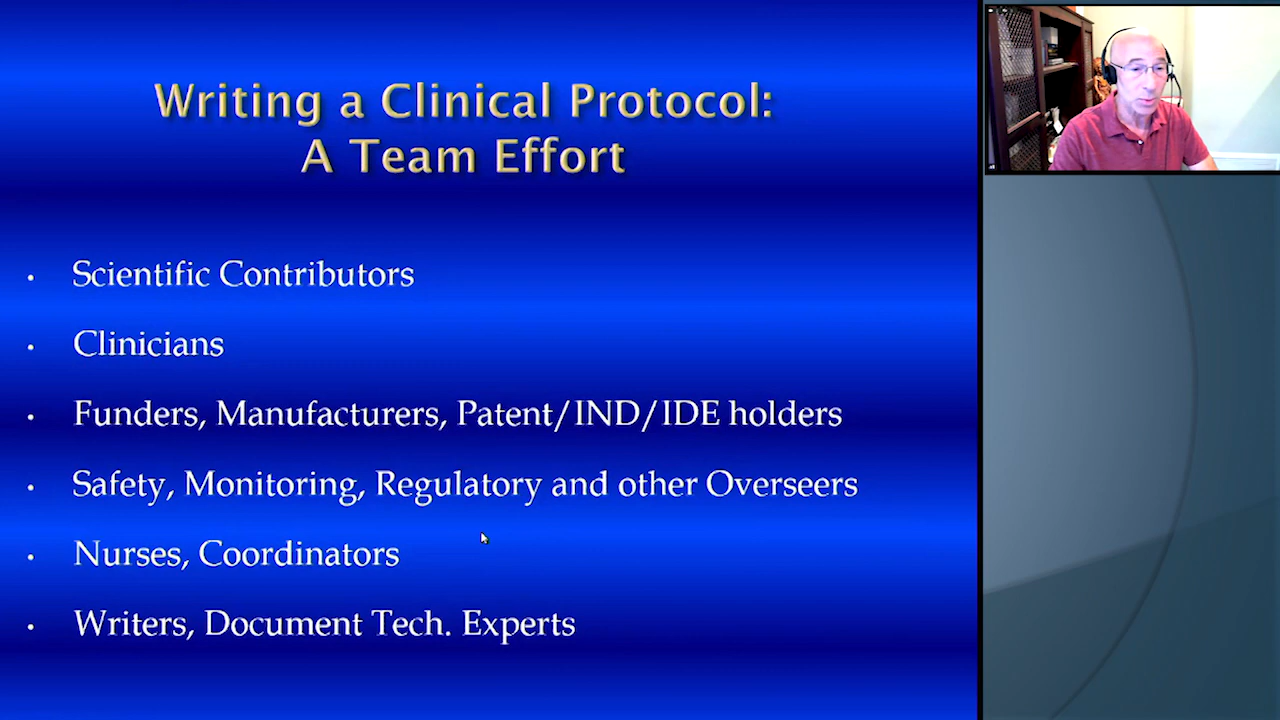 Writing a Clinical Protocol:
A Team Effort
• Scientific Contributors
• Clinicians
• Funders, Manufacturers, Patent/IND/IDE holders
• Safety, Monitoring, Regulatory and other Overseers
• Nurses, Coordinators
• Writers, Document Tech. Experts